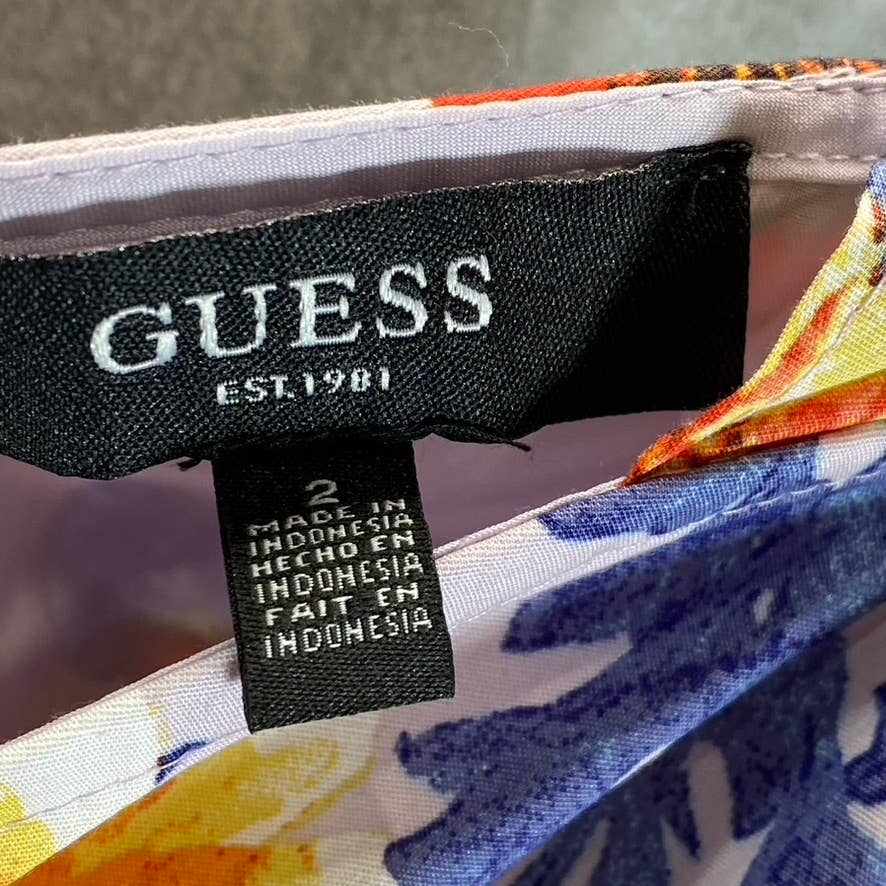 GUESS
EST.1981
2
MADE IN
INDONESIA
HECHO EN
INDONESIA
FAIT EN
INDONESIA